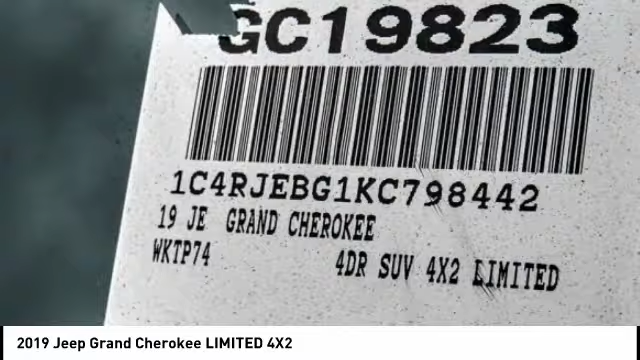 GC19823
1C4RJEBG1KC798442
19 JE GRAND CHEROKEE
WKTP74
4DR SUV 4X2 LIMITED
2019 Jeep Grand Cherokee LIMITED 4X2